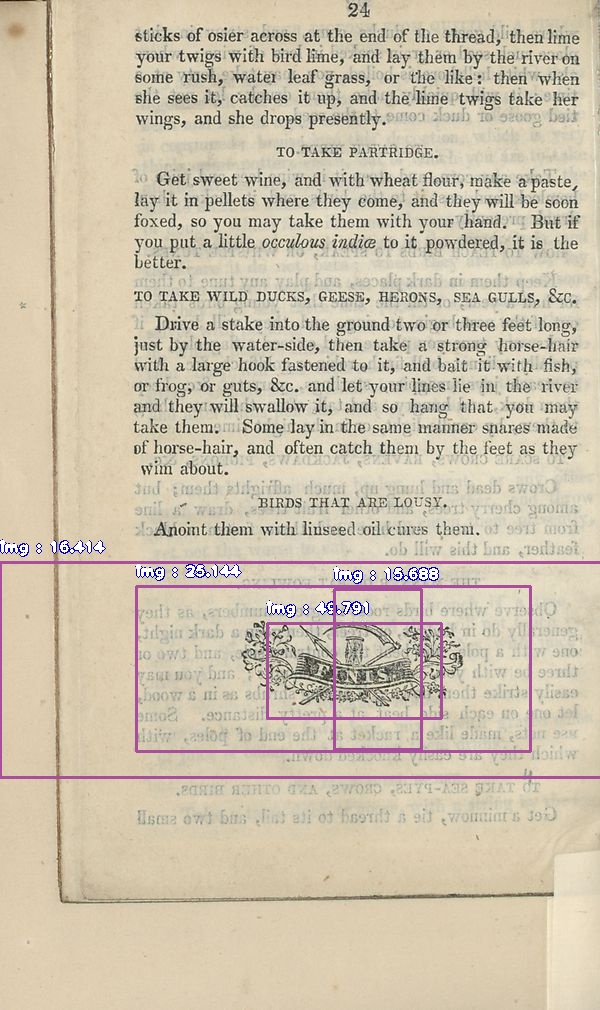 24
sticks of osier across at the end of the thread, then lime
your twigs with bird lime, and lay them by the river on
some rush, water leaf grass, or the like: then when
she sees it, catches it up, and the lime twigs take her
wings, and she drops presently.
TO TAKE PARTRIDGE.
Get sweet wine, and with wheat flour, make a paste,
lay it in pellets where they come, and they will be soon
foxed, so you may take them with your hand. But if
you put a little occulous indiæ to it powdered, it is the
better.
TO TAKE WILD DUCKS, GEESE, HERONS, SEA GULLS, &c.
Drive a stake into the ground two or three feet long,
just by the water-side, then take a strong horse-hair
with a large hook fastened to it, and bait it with fish,
or frog, or guts, &c. and let your lines lie in the river
and they will swallow it, and so hang that you may
take them. Some lay in the same manner snares made
of horse-hair, and often catch them by the feet as they
wim about.
BIRDS THAT ARE LOUSY.
Anoint them with linseed oil cures them.
img : 16.414
img : 25.144
img : 15.688
img : 49.791
FINIS